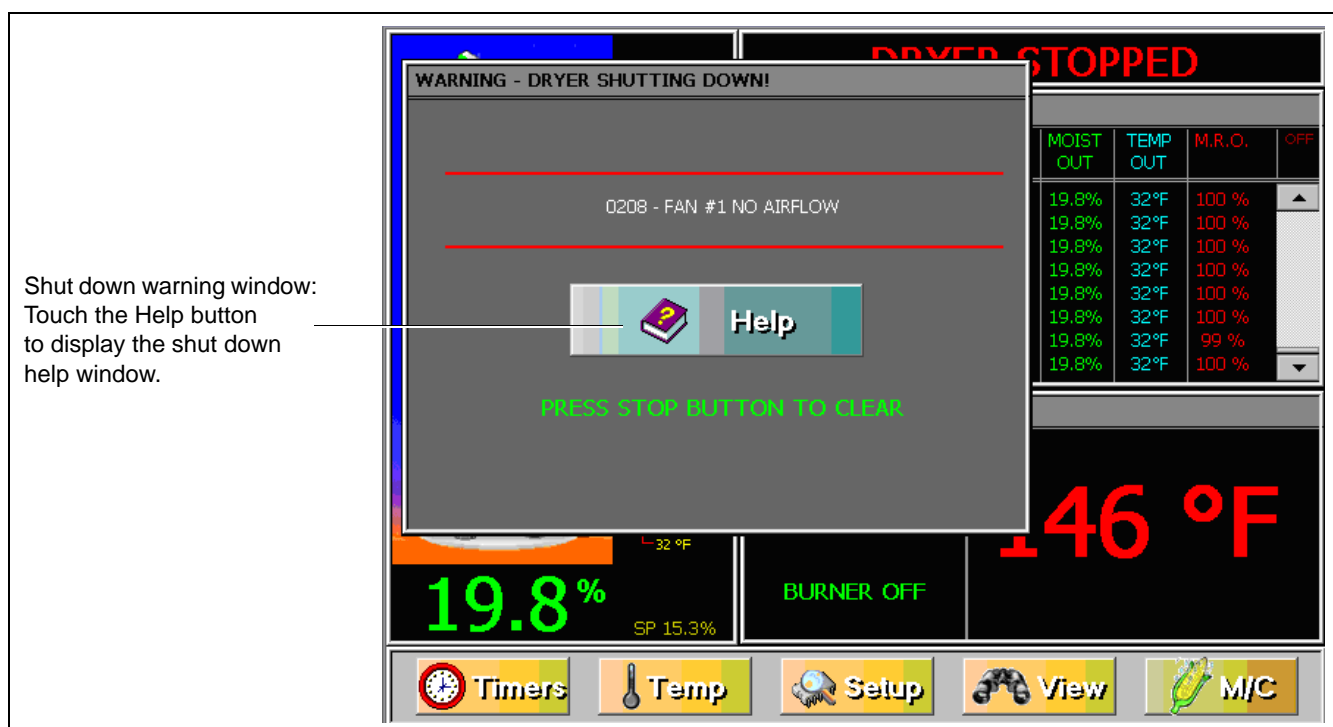 Shut down warning window:
Touch the Help button
to display the shut down
help window.
DRYER STOPPED
WARNING - DRYER SHUTTING DOWN!
0208 - FAN #1 NO AIRFLOW
Help
PRESS STOP BUTTON TO CLEAR
MOIST OUT TEMP OUT M.R.O. OFF
19.8% 32°F 100 %
19.8% 32°F 100 %
19.8% 32°F 100 %
19.8% 32°F 100 %
19.8% 32°F 100 %
19.8% 32°F 100 %
19.8% 32°F 99 %
19.8% 32°F 100 %
32 °F
19.8 %
SP 15.3%
BURNER OFF
146 °F
Timers
Temp
Setup
View
M/C